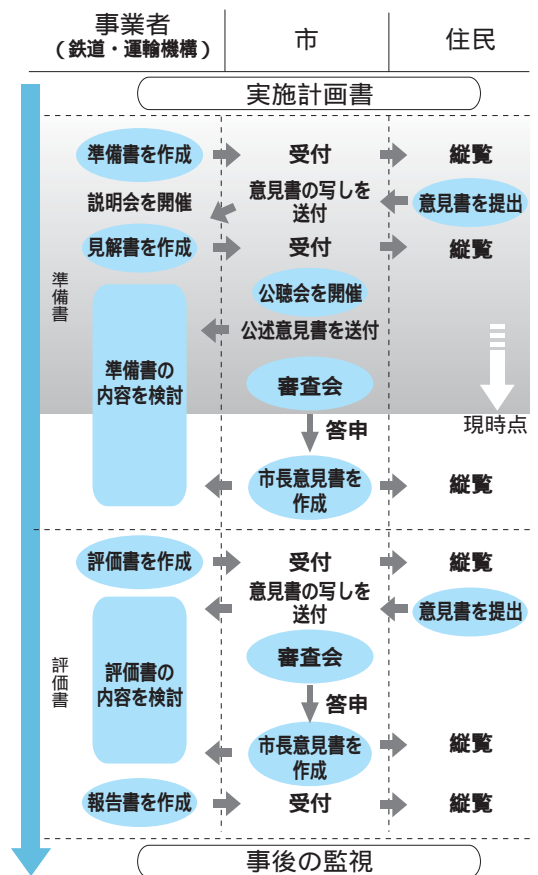 事業者
（鉄道・運輸機構）
市
住民
実施計画書
準備書
準備書を作成
受付
縦覧
説明会を開催
意見書の写しを
送付
意見書を提出
見解書を作成
受付
縦覧
公聴会を開催
公述意見書を送付
準備書の
内容を検討
審査会
現時点
答申
市長意見書を
作成
縦覧
評価書
評価書を作成
受付
縦覧
意見書の写しを
送付
意見書を提出
審査会
評価書の
内容を検討
答申
市長意見書を
作成
縦覧
報告書を作成
受付
縦覧
事後の監視